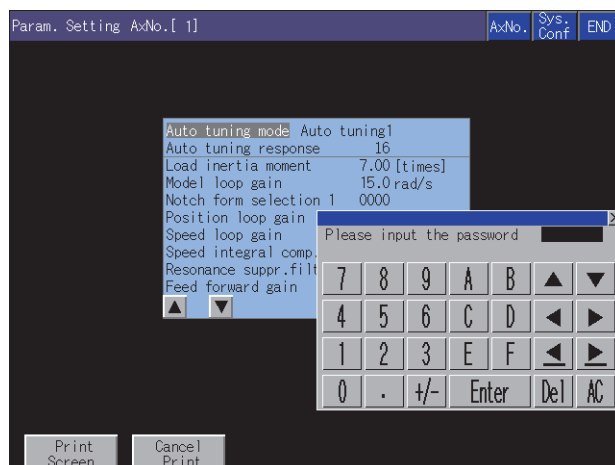 Param. Setting AxNo.[ 1]
AxNo.
Sys.
Conf
END
Auto tuning mode Auto tuning1
Auto tuning response 16
Load inertia moment 7.00 [times]
Model loop gain 15.0 rad/s
Notch form selection 1 0000
Position loop gain
Speed loop gain
Speed integral comp.
Resonance suppr.filt
Feed forward gain
▲ ▼
×
Please input the password
7 8 9 A B ▲ ▼
4 5 6 C D ◀ ▶
1 2 3 E F ◀ ▶
0 . +/- Enter Del AC
Print
Screen
Cancel
Print